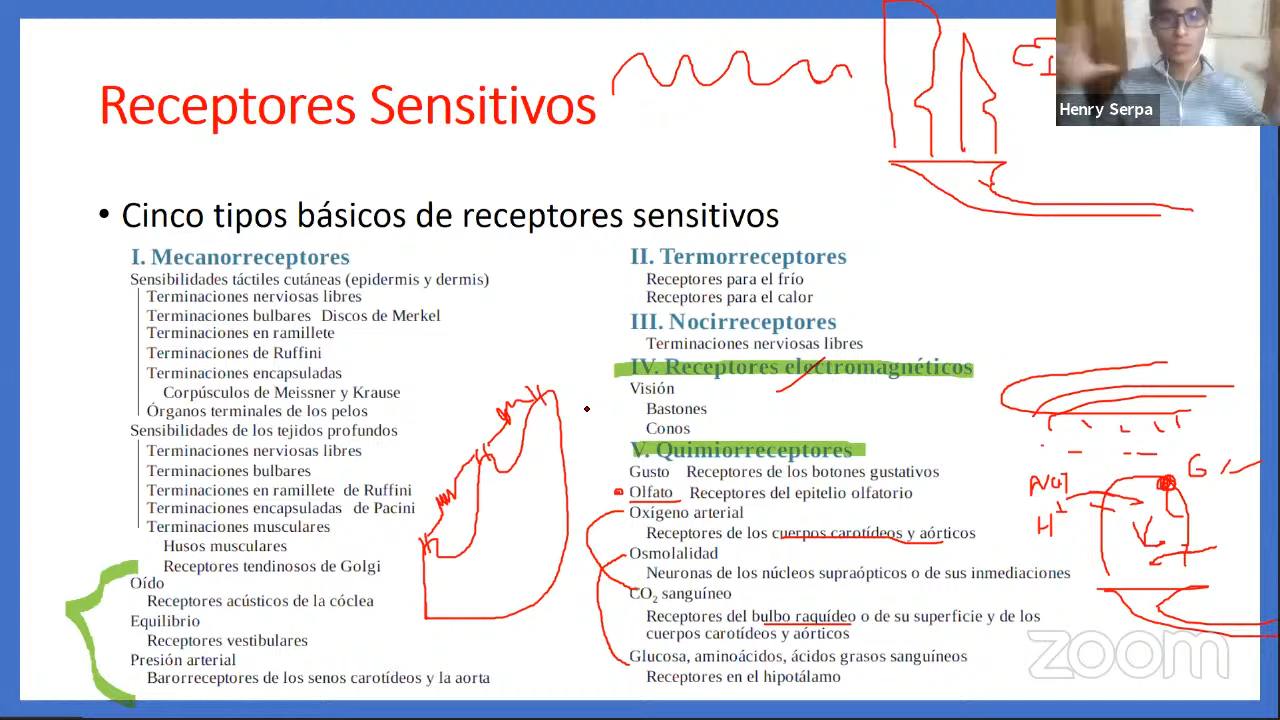 Receptores Sensitivos
Henry Serpa
• Cinco tipos básicos de receptores sensitivos
I. Mecanorreceptores
Sensibilidades táctiles cutáneas (epidermis y dermis)
Terminaciones nerviosas libres
Terminaciones bulbares Discos de Merkel
Terminaciones en ramillete
Terminaciones de Ruffini
Terminaciones encapsuladas
Corpúsculos de Meissner y Krause
Órganos terminales de los pelos
Sensibilidades de los tejidos profundos
Terminaciones nerviosas libres
Terminaciones bulbares
Terminaciones en ramillete de Ruffini
Terminaciones encapsuladas de Pacini
Terminaciones musculares
Husos musculares
Receptores tendinosos de Golgi
Oído
Receptores acústicos de la cóclea
Equilibrio
Receptores vestibulares
Presión arterial
Barorreceptores de los senos carotídeos y la aorta
II. Termorreceptores
Receptores para el frío
Receptores para el calor
III. Nocirreceptores
Terminaciones nerviosas libres
IV. Receptores electromagnéticos
Visión
Bastones
Conos
V. Quimiorreceptores
Gusto Receptores de los botones gustativos
Olfato Receptores del epitelio olfatorio
Oxígeno arterial
Receptores de los cuerpos carotídeos y aórticos
Osmolalidad
Neuronas de los núcleos supraópticos o de sus inmediaciones
CO₂ sanguíneo
Receptores del bulbo raquídeo o de su superficie y de los
cuerpos carotídeos y aórticos
Glucosa, aminoácidos, ácidos grasos sanguíneos
Receptores en el hipotálamo
G
zoom